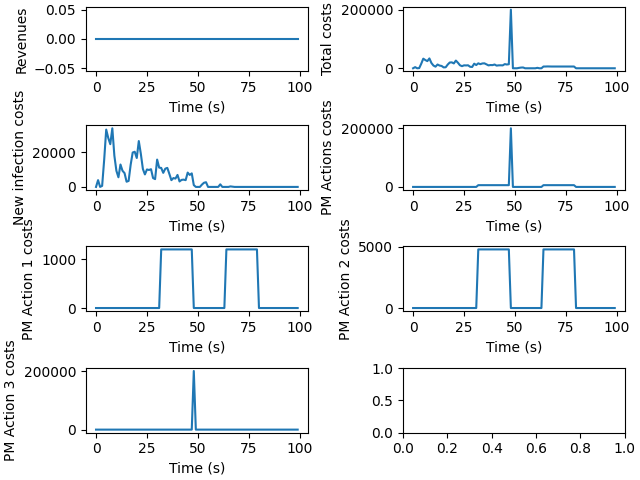 Revenues
0.05
0.00
−0.05
0 25 50 75 100
Time (s)
Total costs
200000
0
0 25 50 75 100
Time (s)
New infection costs
20000
0
0 25 50 75 100
Time (s)
PM Actions costs
200000
0
0 25 50 75 100
Time (s)
PM Action 1 costs
1000
0
0 25 50 75 100
Time (s)
PM Action 2 costs
5000
0
0 25 50 75 100
Time (s)
PM Action 3 costs
200000
0
0 25 50 75 100
Time (s)
1.0
0.5
0.0
0.0 0.2 0.4 0.6 0.8 1.0